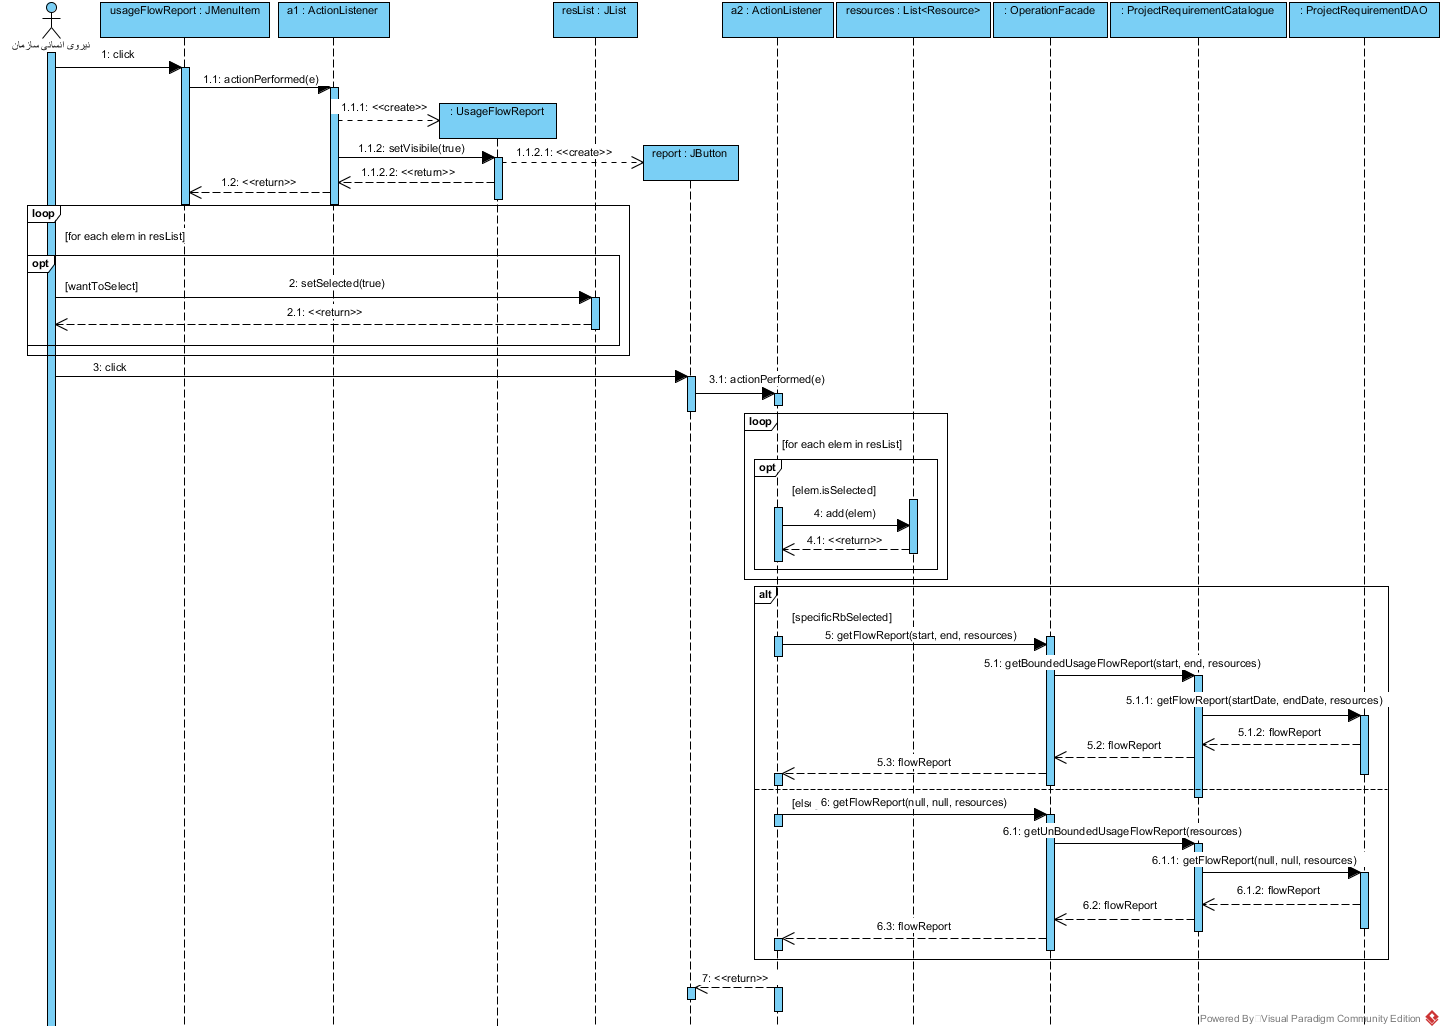 usageFlowReport : JMenuItem
a1 : ActionListener
resList : JList
a2 : ActionListener
resources : List<Resource>
: OperationFacade
: ProjectRequirementCatalogue
: ProjectRequirementDAO
نیروی انسانی سازمان
1: click
1.1: actionPerformed(e)
1.1.1: <<create>>
: UsageFlowReport
1.1.2: setVisibile(true)
1.1.2.1: <<create>>
report : JButton
1.1.2.2: <<return>>
1.2: <<return>>
loop
[for each elem in resList]
opt
[wantToSelect]
2: setSelected(true)
2.1: <<return>>
3: click
3.1: actionPerformed(e)
loop
[for each elem in resList]
opt
[elem.isSelected]
4: add(elem)
4.1: <<return>>
alt
[specificRbSelected]
5: getFlowReport(start, end, resources)
5.1: getBoundedUsageFlowReport(start, end, resources)
5.1.1: getFlowReport(startDate, endDate, resources)
5.1.2: flowReport
5.2: flowReport
5.3: flowReport
[else
6: getFlowReport(null, null, resources)
6.1: getUnBoundedUsageFlowReport(resources)
6.1.1: getFlowReport(null, null, resources)
6.1.2: flowReport
6.2: flowReport
6.3: flowReport
7: <<return>>
Powered By Visual Paradigm Community Edition